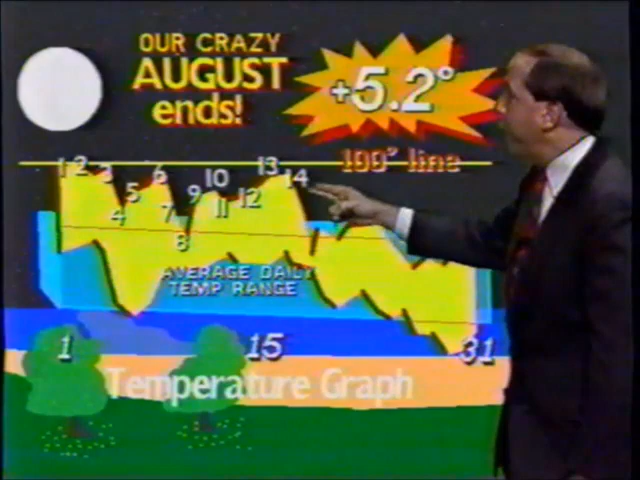 OUR CRAZY
AUGUST
ends!
+5.2°
100° line
1 2 3 4 5 6 7 8 9 10 11 12 13 14
AVERAGE DAILY
TEMP RANGE
1 15 31
Temperature Graph